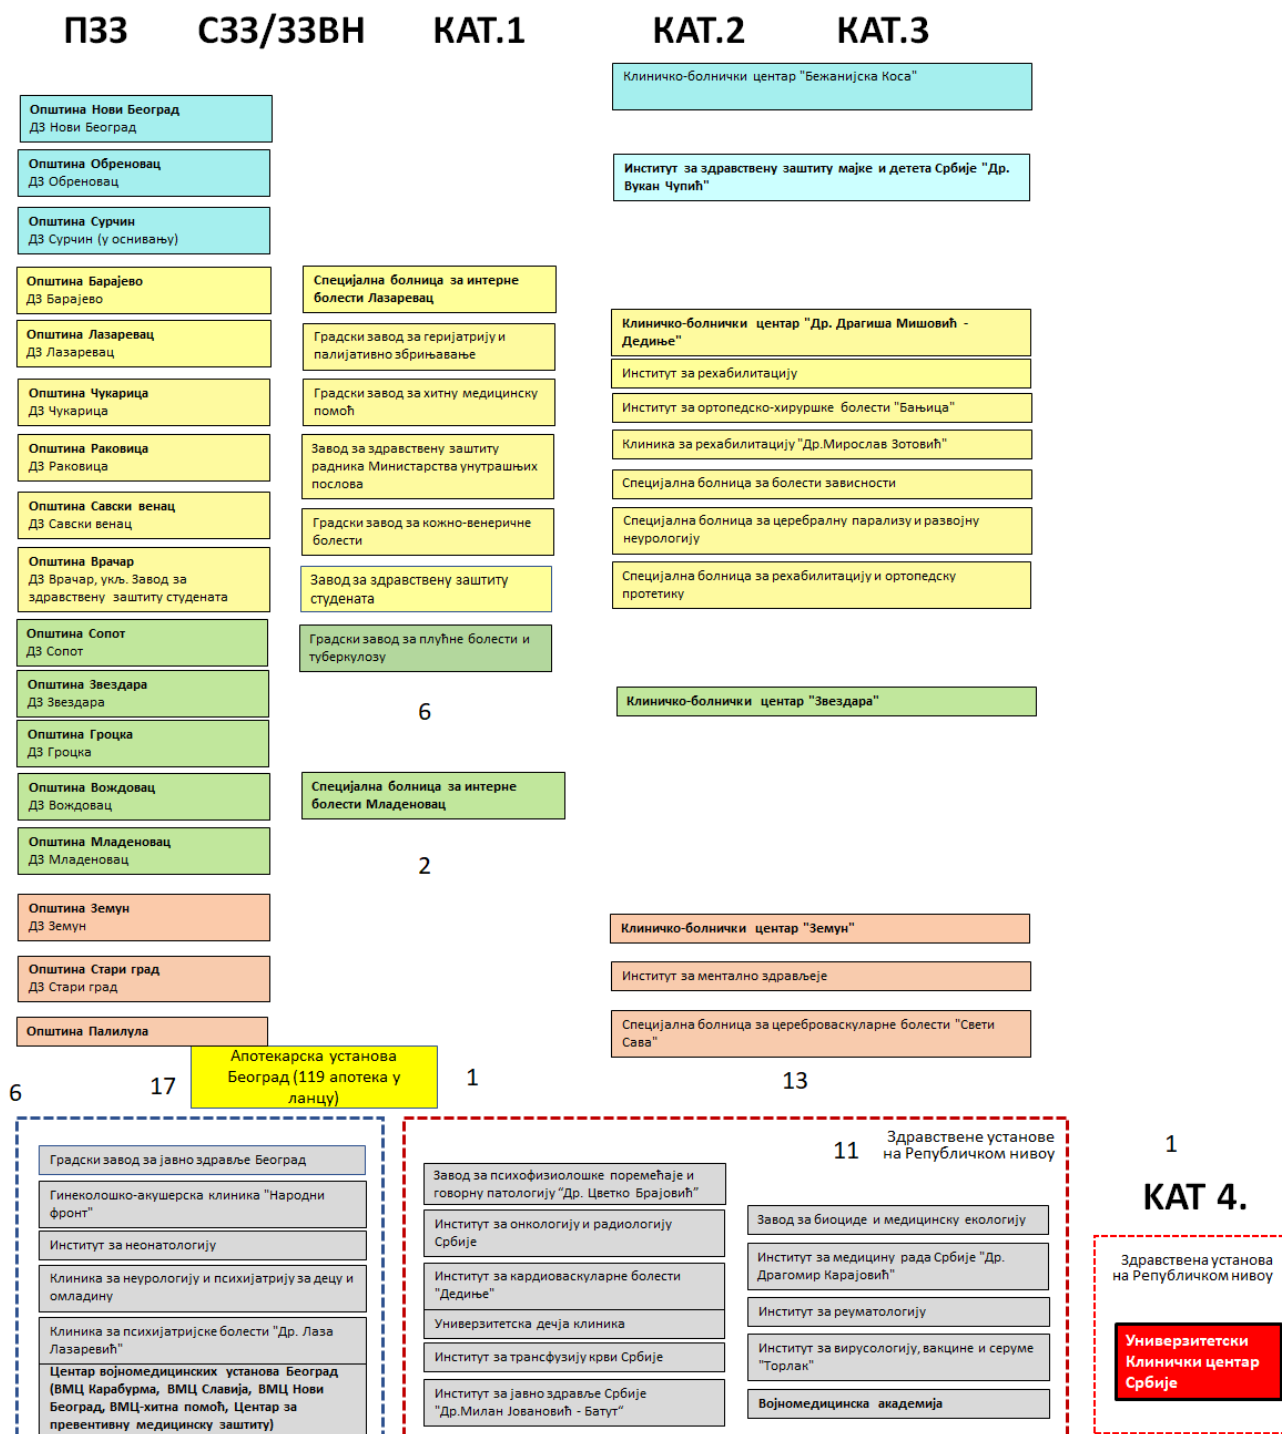 ПЗЗ СЗЗ/ЗЗВН КАТ.1 КАТ.2 КАТ.3
Клиничко-болнички центар "Бежанијска Коса"
Општина Нови Београд
ДЗ Нови Београд
Општина Обреновац
ДЗ Обреновац
Институт за здравствену заштиту мајке и детета Србије "Др.
Вукан Чупић"
Општина Сурчин
ДЗ Сурчин (у оснивању)
Општина Барајево
ДЗ Барајево
Специјална болница за интерне
болести Лазаревац
Општина Лазаревац
ДЗ Лазаревац
Градски завод за геријатрију и
палијативно збрињавање
Клиничко-болнички центар "Др. Драгиша Мишовић -
Дедиње"
Институт за рехабилитацију
Општина Чукарица
ДЗ Чукарица
Градски завод за хитну медицинску
помоћ
Институт за ортопедско-хируршке болести "Бањица"
Општина Раковица
ДЗ Раковица
Завод за здравствену заштиту
радника Министарства унутрашњих
послова
Клиника за рехабилитацију "Др.Мирослав Зотовић"
Специјална болница за болести зависности
Општина Савски венац
ДЗ Савски венац
Градски завод за кожно-венеричне
болести
Специјална болница за церебралну парализу и развојну
неурологију
Општина Врачар
ДЗ Врачар, укљ. Завод за
здравствену заштиту студената
Завод за здравствену заштиту
студената
Специјална болница за рехабилитацију и ортопедску
протетику
Општина Сопот
ДЗ Сопот
Градски завод за плућне болести и
туберкулозу
Општина Звездара
ДЗ Звездара
6
Клиничко-болнички центар "Звездара"
Општина Гроцка
ДЗ Гроцка
Општина Вождовац
ДЗ Вождовац
Специјална болница за интерне
болести Младеновац
Општина Младеновац
ДЗ Младеновац
2
Општина Земун
ДЗ Земун
Клиничко-болнички центар "Земун"
Општина Стари град
ДЗ Стари град
Институт за ментално здрављеје
Општина Палилула
Специјална болница за цереброваскуларне болести "Свети
Сава"
6
17
Апотекарска установа
Београд (119 апотека у
ланцу)
1
13
Градски завод за јавно здравље Београд
Гинеколошко-акушерска клиника "Народни
фронт"
Институт за неонатологију
Клиника за неурологију и психијатрију за децу и
омладину
Клиника за психијатријске болести "Др. Лаза
Лазаревић"
Центар војномедицинских установа Београд
(ВМЦ Карабурма, ВМЦ Славија, ВМЦ Нови
Београд, ВМЦ-хитна помоћ, Центар за
превентивну медицинску заштиту)
11
Здравствене установе
на Републичком нивоу
Завод за психофизиолошке поремећаје и
говорну патологију "Др. Цветко Брајовић"
Институт за онкологију и радиологију
Србије
Институт за кардиоваскуларне болести
"Дедиње"
Универзитетска дечја клиника
Институт за трансфузију крви Србије
Институт за јавно здравље Србије
"Др.Милан Јовановић - Батут“
Завод за биоциде и медицинску екологију
Институт за медицину рада Србије "Др.
Драгомир Карајовић"
Институт за реуматологију
Институт за вирусологију, вакцине и серуме
"Торлак"
Војномедицинска академија
1
КАТ 4.
Здравствена установа
на Републичком нивоу
Универзитетски
Клинички центар
Србије